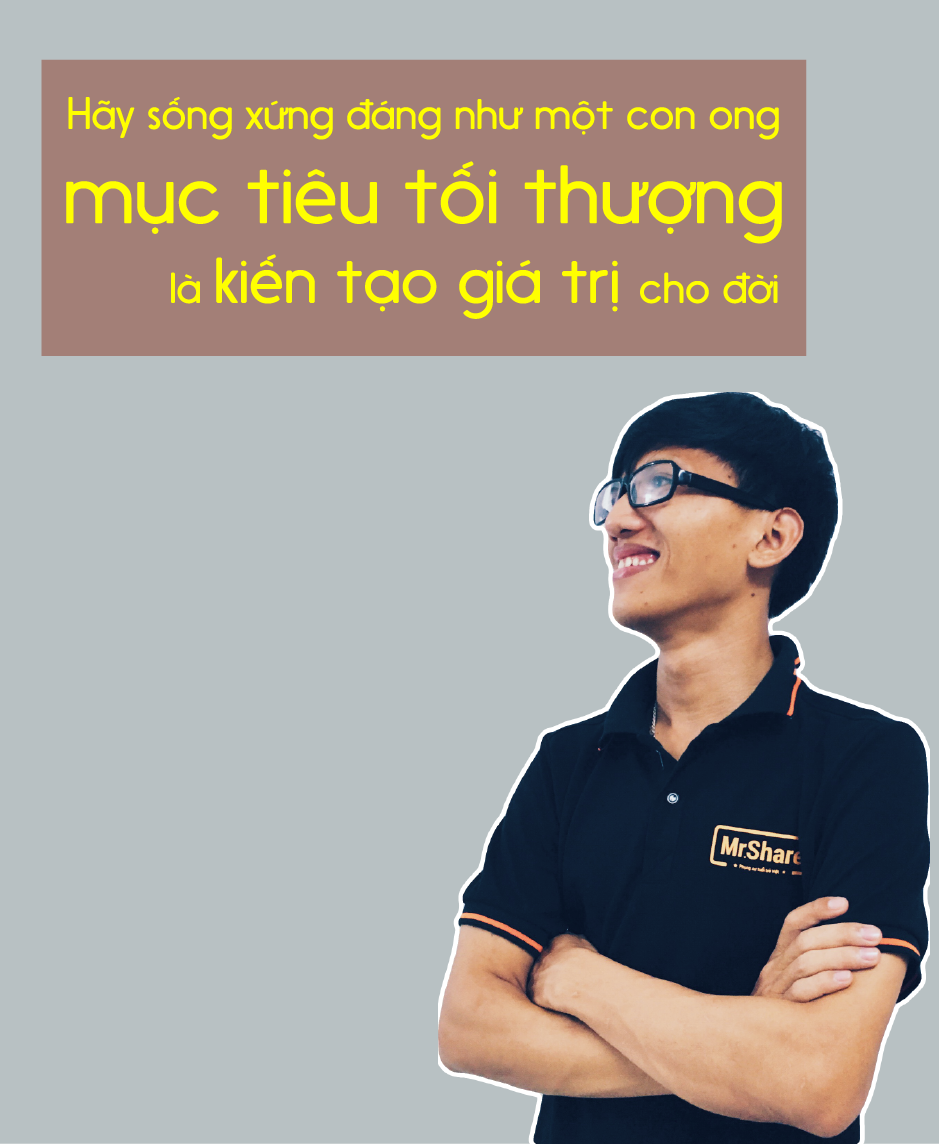 Hãy sống xứng đáng như một con ong
mục tiêu tối thượng
là kiến tạo giá trị cho đời
Mr.Share